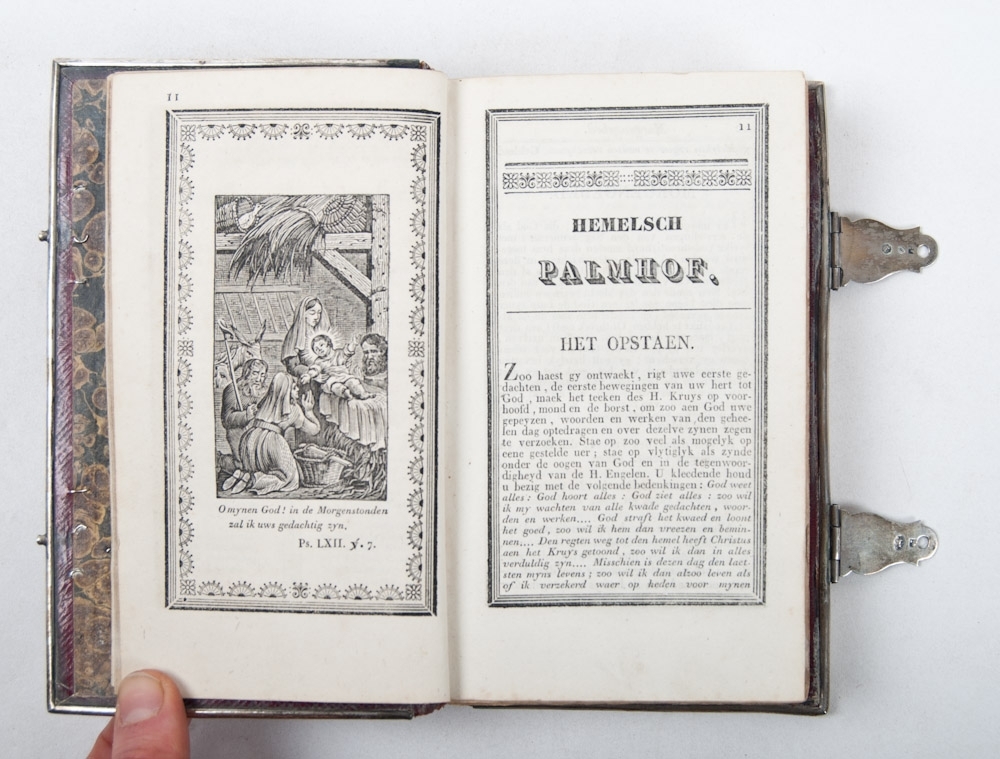 11
O mynen God! in de Morgenstonden
zal ik uws gedachtig zyn.
Ps. LXII. ℣. 7.
11
HEMELSCH
PALMHOF.
HET OPSTAEN.
Zoo haest gy ontwaekt, rigt uwe eerste ge-
dachten, de eerste bewegingen van uw hert tot
God, maek het teeken des H. Kruys op voor-
hoofd, mond en de borst, om zoo aen God uwe
gepeyzen, woorden en werken van den gehee-
len dag optedragen en over dezelve zynen zegen
te verzoeken. Stae op zoo veel als mogelyk op
eene gestelde uer; stae op vlytiglyk als zynde
onder de oogen van God en in de tegenwoor-
digheyd van de H. Engelen. U kleedende houd
u bezig met de volgende bedenkingen: God weet
alles: God hoort alles: God ziet alles: zoo wil
ik my wachten van alle kwade gedachten, woor-
den en werken.... God straft het kwaed en loont
het goed, zoo wil ik hem dan vreezen en bemin-
nen.... Den regten weg tot den hemel heeft Christus
aen het Kruys getoond, zoo wil ik dan in alles
verduldig zyn.... Misschien is dezen dag den laet-
sten myns levens; zoo wil ik dan alzoo leven als
of ik verzekerd waer op heden voor mynen